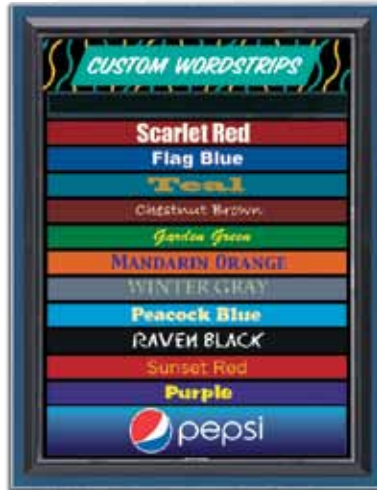 CUSTOM WORDSTRIPS
Scarlet Red
Flag Blue
Teal
Chestnut Brown
Garden Green
MANDARIN ORANGE
WINTER GRAY
Peacock Blue
RAVEN BLACK
Sunset Red
Purple
pepsi